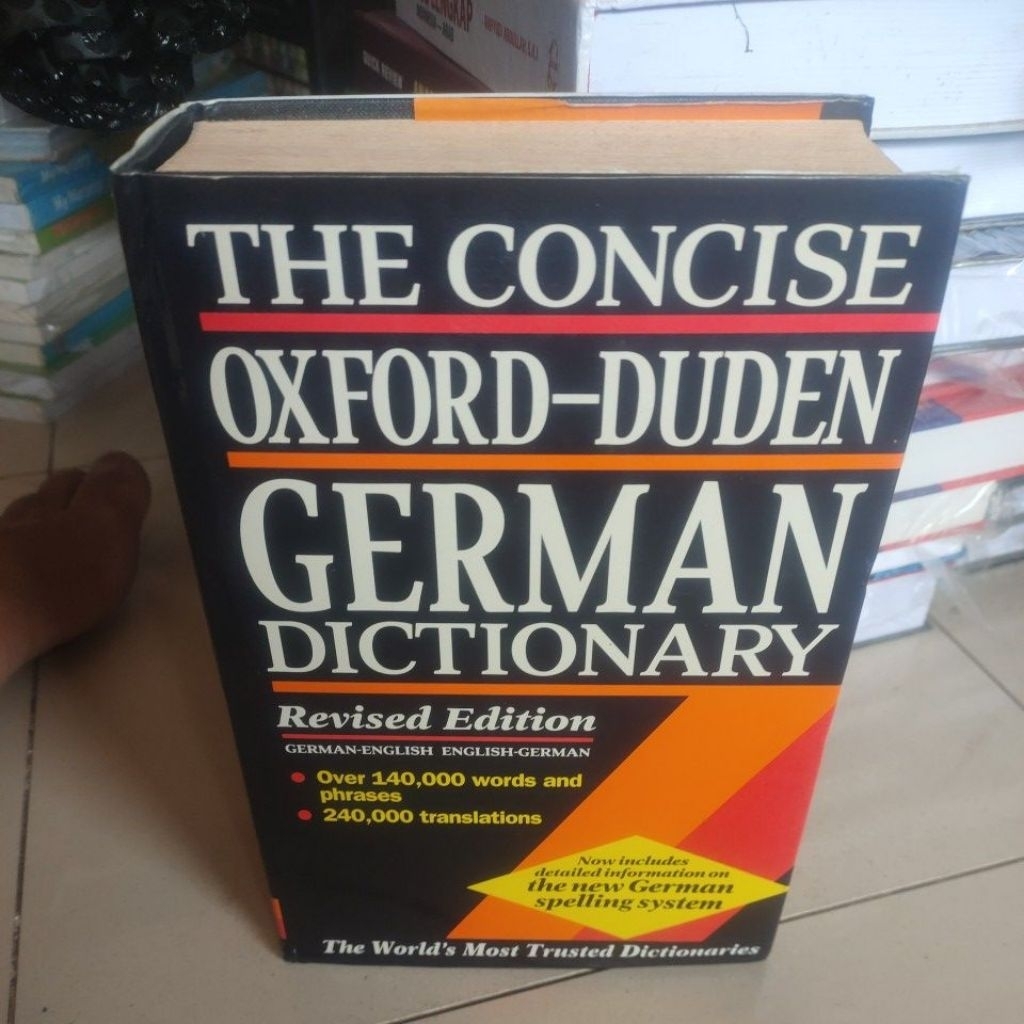 THE CONCISE
OXFORD–DUDEN
GERMAN
DICTIONARY
Revised Edition
GERMAN-ENGLISH ENGLISH-GERMAN
• Over 140,000 words and
phrases
• 240,000 translations
Now includes
detailed information on
the new German
spelling system
The World's Most Trusted Dictionaries